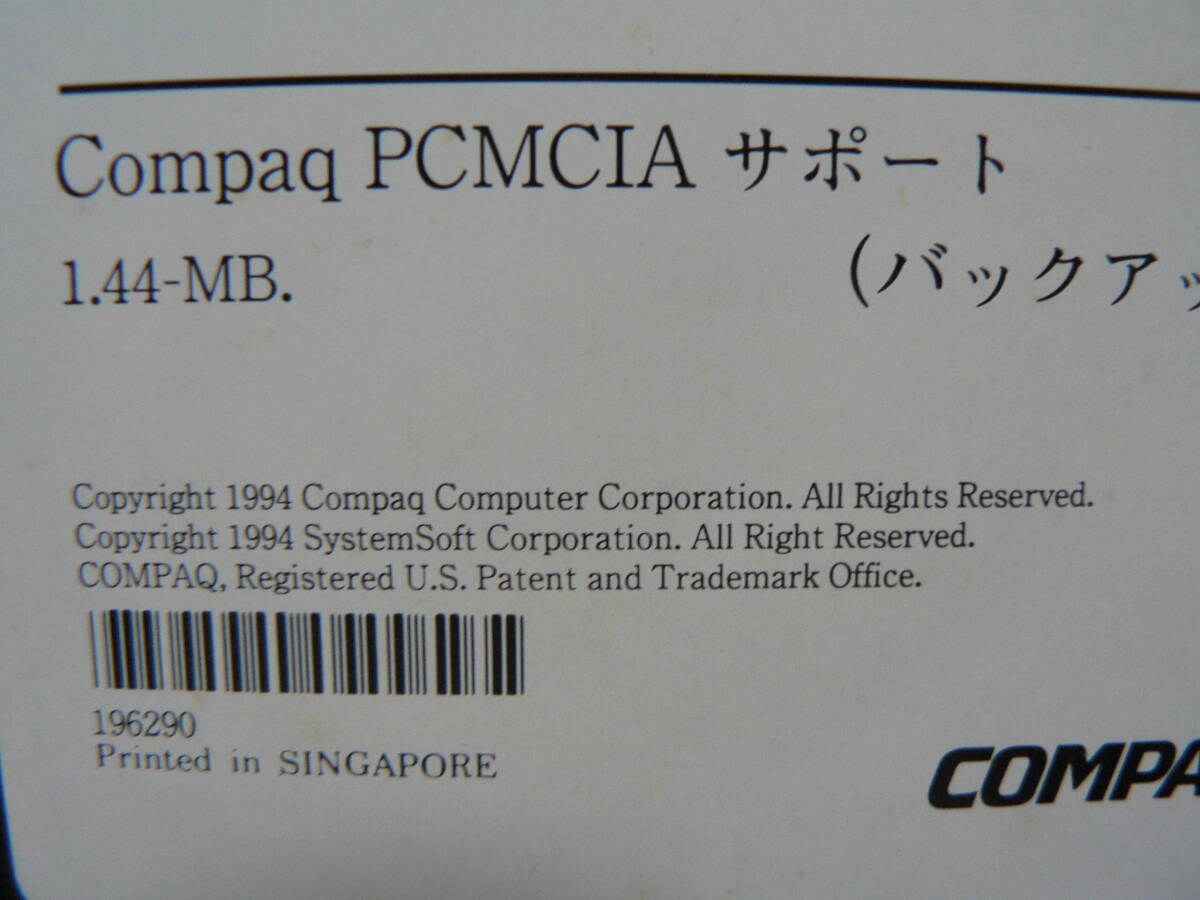 Compaq PCMCIA サポート
1.44-MB. (バックアッ
Copyright 1994 Compaq Computer Corporation. All Rights Reserved.
Copyright 1994 SystemSoft Corporation. All Right Reserved.
COMPAQ, Registered U.S. Patent and Trademark Office.
196290
Printed in SINGAPORE
COMPA